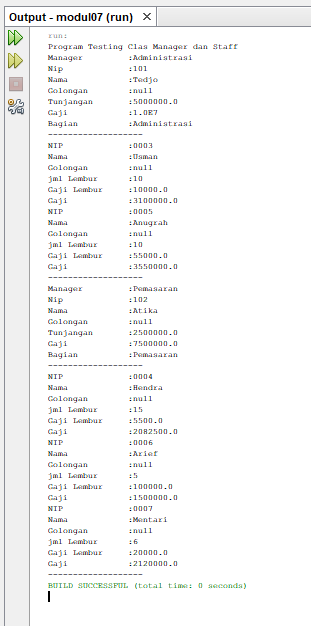 Output - modul07 (run) ×
run:
Program Testing Clas Manager dan Staff
Manager :Administrasi
Nip :101
Nama :Tedjo
Golongan :null
Tunjangan :5000000.0
Gaji :1.0E7
Bagian :Administrasi
-------------------
NIP :0003
Nama :Usman
Golongan :null
jml Lembur :10
Gaji Lembur :10000.0
Gaji :3100000.0
NIP :0005
Nama :Anugrah
Golongan :null
jml Lembur :10
Gaji Lembur :55000.0
Gaji :3550000.0
-------------------
Manager :Pemasaran
Nip :102
Nama :Atika
Golongan :null
Tunjangan :2500000.0
Gaji :7500000.0
Bagian :Pemasaran
-------------------
NIP :0004
Nama :Hendra
Golongan :null
jml Lembur :15
Gaji Lembur :5500.0
Gaji :2082500.0
NIP :0006
Nama :Arief
Golongan :null
jml Lembur :5
Gaji Lembur :100000.0
Gaji :1500000.0
NIP :0007
Nama :Mentari
Golongan :null
jml Lembur :6
Gaji Lembur :20000.0
Gaji :2120000.0
-------------------
BUILD SUCCESSFUL (total time: 0 seconds)